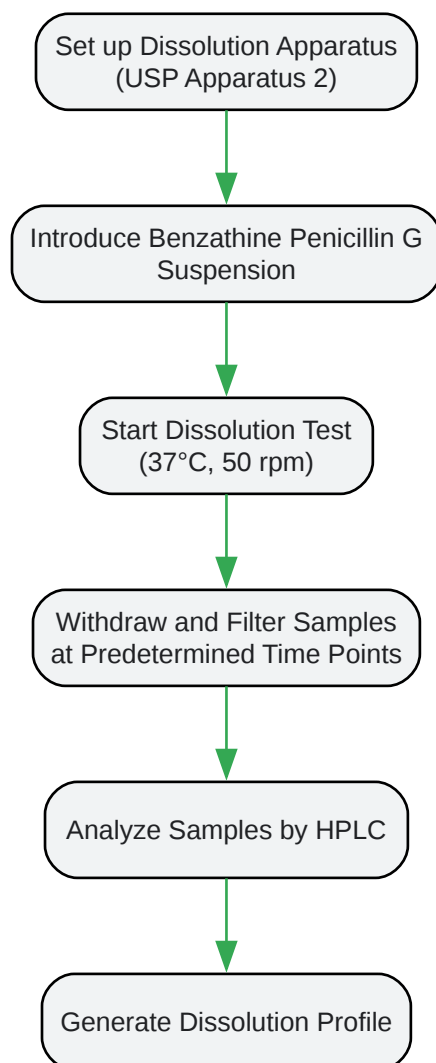 Set up Dissolution Apparatus
(USP Apparatus 2)
Introduce Benzathine Penicillin G
Suspension
Start Dissolution Test
(37°C, 50 rpm)
Withdraw and Filter Samples
at Predetermined Time Points
Analyze Samples by HPLC
Generate Dissolution Profile